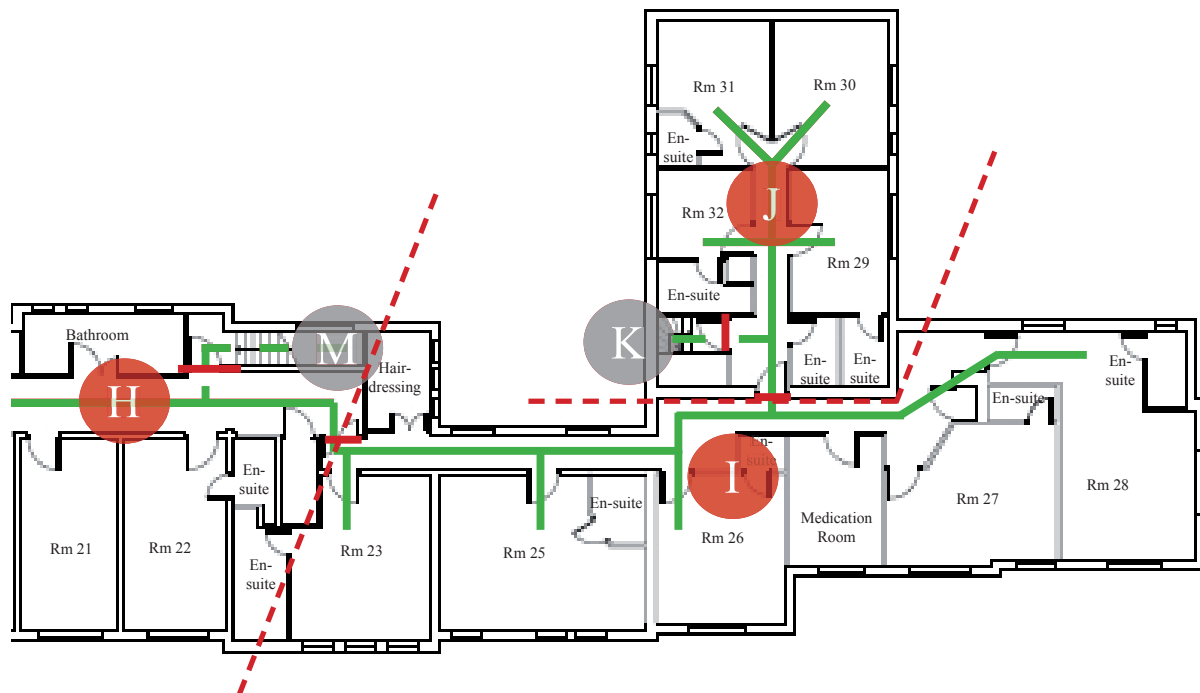 Rm 31
Rm 30
En-
suite
J
Rm 32
Rm 29
En-suite
Bathroom
M
K
Hair-
dressing
En-
suite
En-
suite
En-
suite
H
En-suite
En-
suite
I
En-
suite
En-suite
Rm 27
Rm 28
Rm 21
Rm 22
Rm 23
Rm 25
Rm 26
Medication
Room
En-
suite